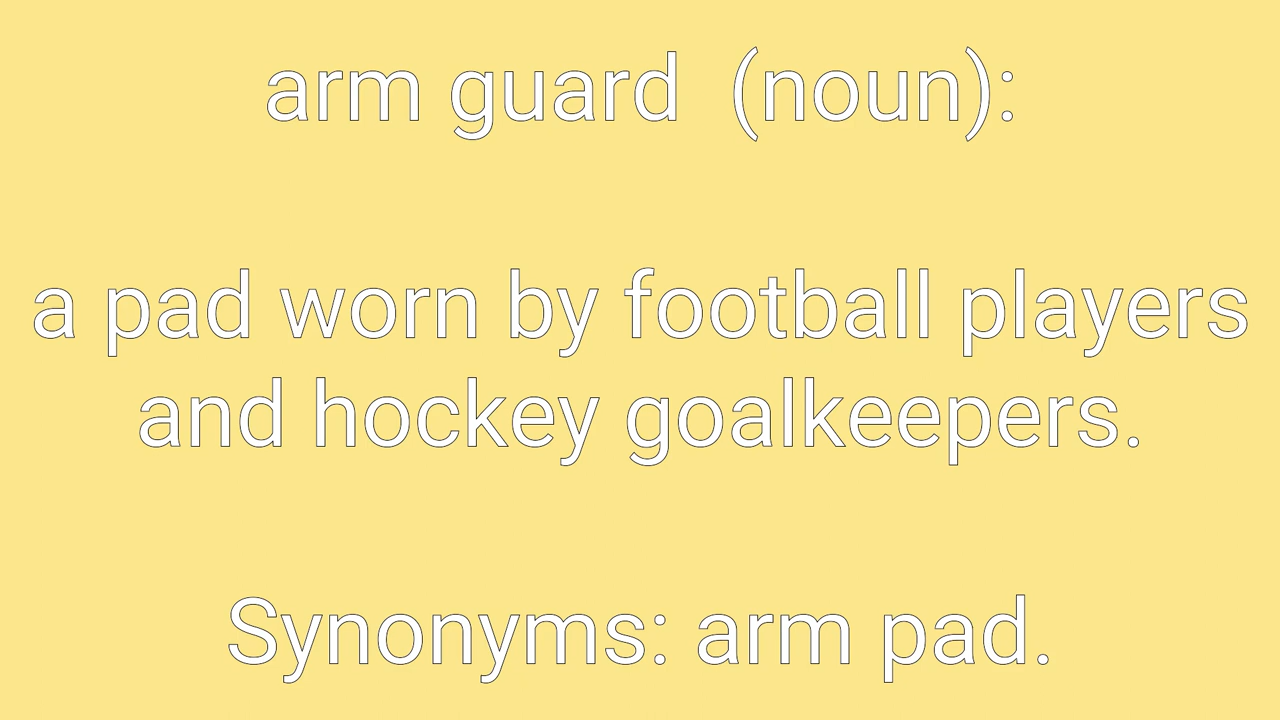 arm guard  (noun):
a pad worn by football players
and hockey goalkeepers.
Synonyms: arm pad.